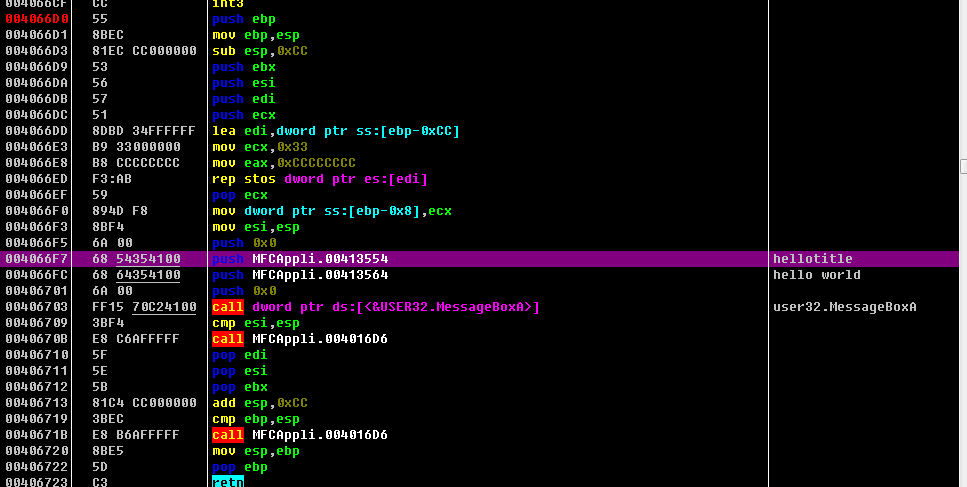 004066CF CC int3
004066D0 55 push ebp
004066D1 8BEC mov ebp,esp
004066D3 81EC CC000000 sub esp,0xCC
004066D9 53 push ebx
004066DA 56 push esi
004066DB 57 push edi
004066DC 51 push ecx
004066DD 8DBD 34FFFFFF lea edi,dword ptr ss:[ebp-0xCC]
004066E3 B9 33000000 mov ecx,0x33
004066E8 B8 CCCCCCCC mov eax,0xCCCCCCCC
004066ED F3:AB rep stos dword ptr es:[edi]
004066EF 59 pop ecx
004066F0 894D F8 mov dword ptr ss:[ebp-0x8],ecx
004066F3 8BF4 mov esi,esp
004066F5 6A 00 push 0x0
004066F7 68 54354100 push MFCAppli.00413554 hellotitle
004066FC 68 64354100 push MFCAppli.00413564 hello world
00406701 6A 00 push 0x0
00406703 FF15 70C24100 call dword ptr ds:[<&USER32.MessageBoxA>] user32.MessageBoxA
00406709 3BF4 cmp esi,esp
0040670B E8 C6AFFFFF call MFCAppli.004016D6
00406710 5F pop edi
00406711 5E pop esi
00406712 5B pop ebx
00406713 81C4 CC000000 add esp,0xCC
00406719 3BEC cmp ebp,esp
0040671B E8 B6AFFFFF call MFCAppli.004016D6
00406720 8BE5 mov esp,ebp
00406722 5D pop ebp
00406723 C3 retn